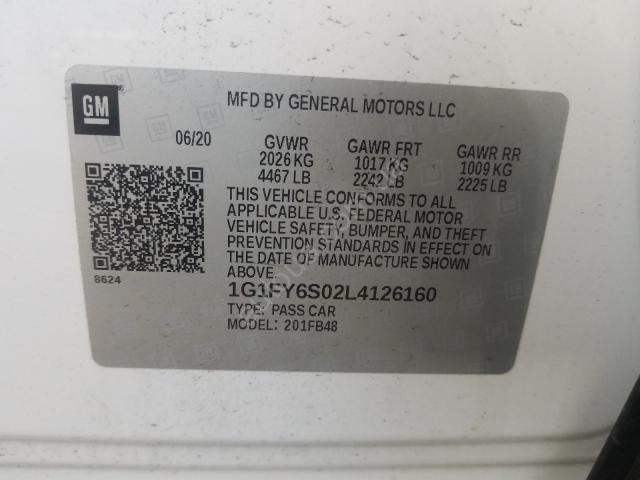 GM
MFD BY GENERAL MOTORS LLC
06/20 GVWR GAWR FRT GAWR RR
2026 KG 1017 KG 1009 KG
4467 LB 2242 LB 2225 LB
THIS VEHICLE CONFORMS TO ALL
APPLICABLE U.S. FEDERAL MOTOR
VEHICLE SAFETY, BUMPER, AND THEFT
PREVENTION STANDARDS IN EFFECT ON
THE DATE OF MANUFACTURE SHOWN
ABOVE.
8624
1G1FY6S02L4126160
TYPE: PASS CAR
MODEL: 201FB48